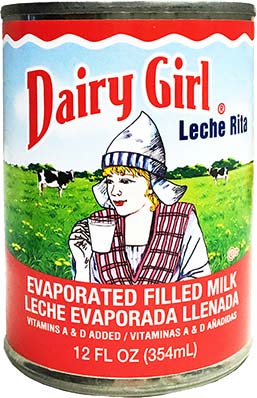 Dairy Girl ®
Leche Rita
EVAPORATED FILLED MILK
LECHE EVAPORADA LLENADA
VITAMINS A & D ADDED / VITAMINAS A & D AÑADIDAS
12 FL OZ (354mL)